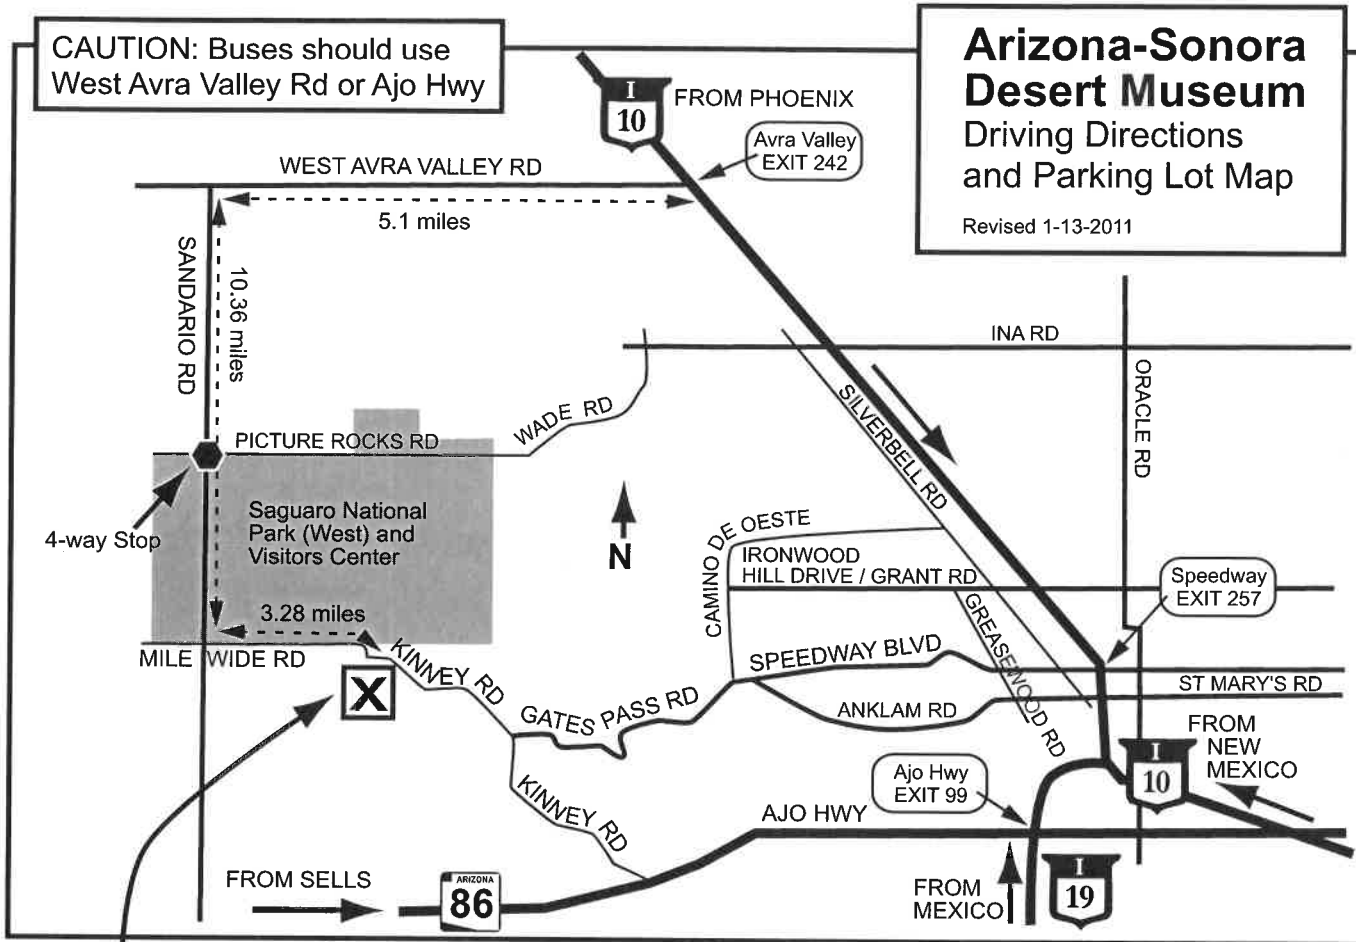 CAUTION: Buses should use
West Avra Valley Rd or Ajo Hwy
Arizona-Sonora
Desert Museum
Driving Directions
and Parking Lot Map
Revised 1-13-2011
I
10
FROM PHOENIX
Avra Valley
EXIT 242
WEST AVRA VALLEY RD
5.1 miles
SANDARIO RD
10.36 miles
INA RD
ORACLE RD
SILVERBELL RD
WADE RD
PICTURE ROCKS RD
4-way Stop
Saguaro National
Park (West) and
Visitors Center
N
CAMINO DE OESTE
IRONWOOD
HILL DRIVE / GRANT RD
GREASEWOOD RD
Speedway
EXIT 257
3.28 miles
MILE WIDE RD
KINNEY RD
X
GATES PASS RD
SPEEDWAY BLVD
ANKLAM RD
ST MARY'S RD
FROM
NEW
MEXICO
I
10
Ajo Hwy
EXIT 99
KINNEY RD
AJO HWY
FROM SELLS
ARIZONA
86
FROM
MEXICO
I
19